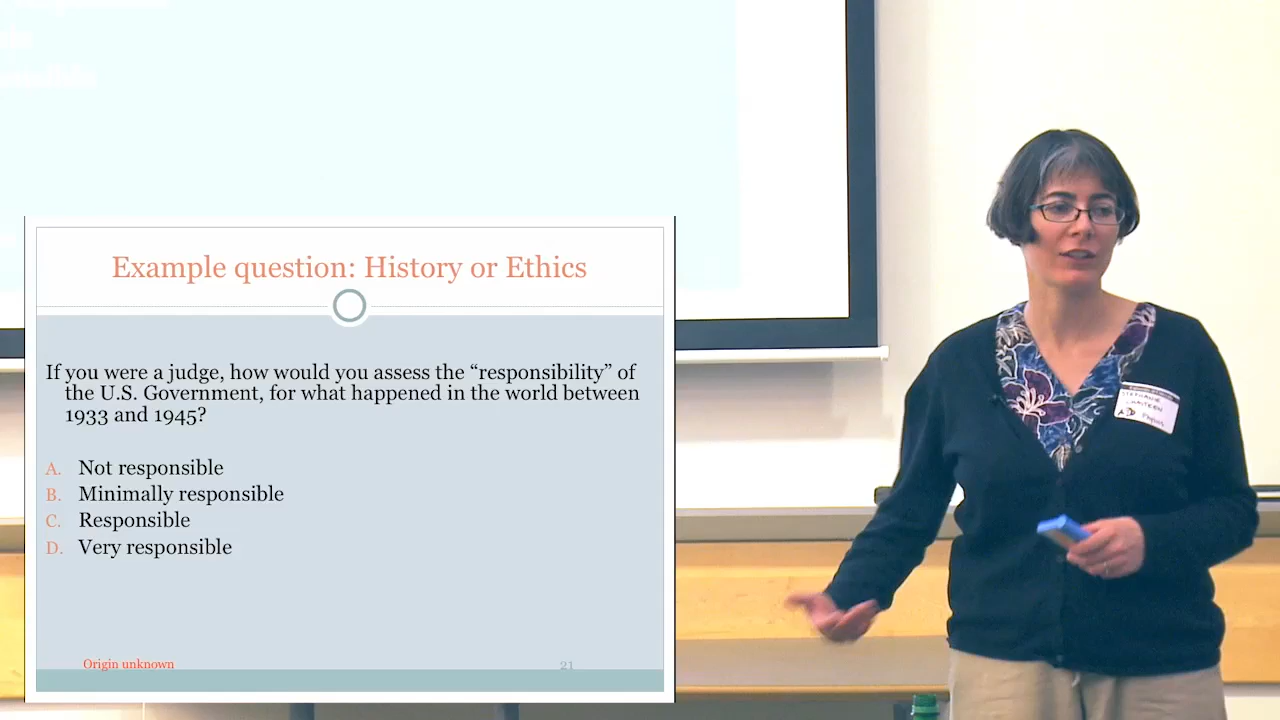 Example question: History or Ethics
If you were a judge, how would you assess the “responsibility” of
the U.S. Government, for what happened in the world between
1933 and 1945?
A. Not responsible
B. Minimally responsible
C. Responsible
D. Very responsible
Origin unknown
21
STEPHANIE
Physics